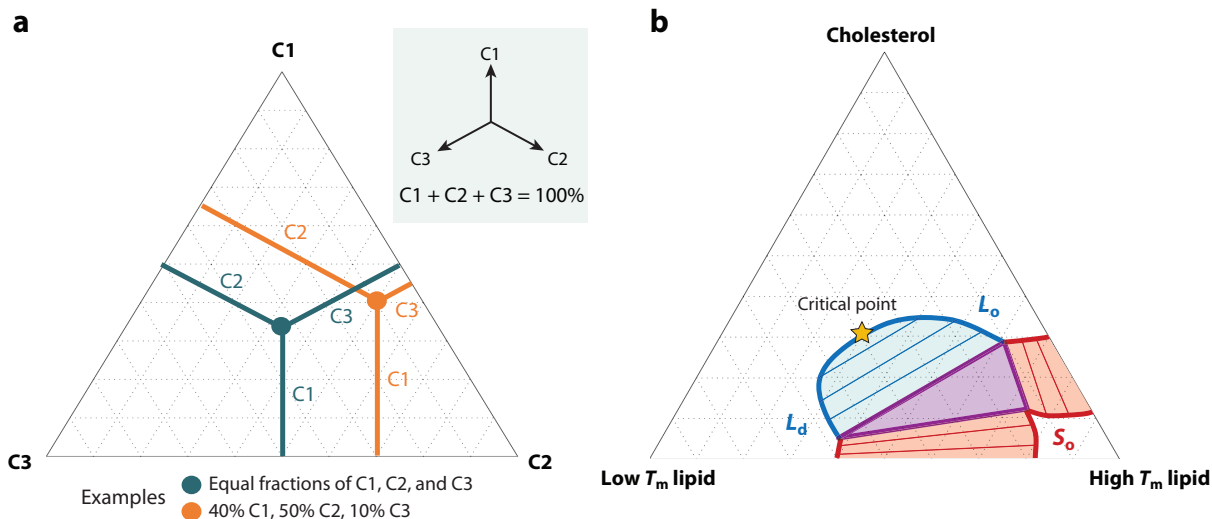 a
C1
C1
C3
C2
C1 + C2 + C3 = 100%
C2
C2
C3
C3
C1
C1
C3
C2
Examples
Equal fractions of C1, C2, and C3
40% C1, 50% C2, 10% C3
b
Cholesterol
Critical point
Lo
Ld
So
Low Tm lipid
High Tm lipid